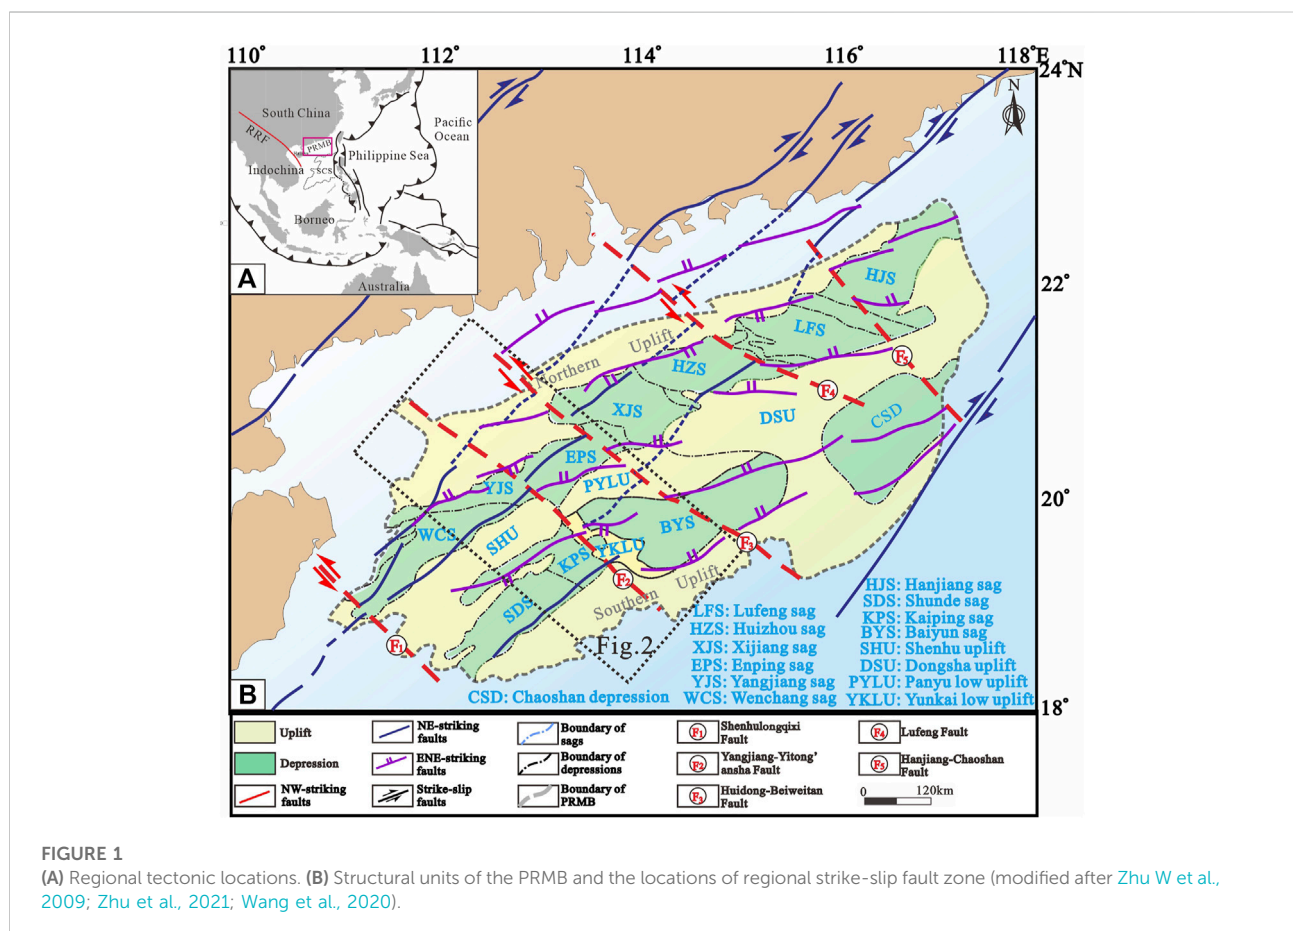 110° 112° 114° 116° 118°E
24°N
N
South China
RRF
PRMB
Pacific
Ocean
Philippine Sea
Indochina
SCS
Borneo
A
Australia
22°
HJS
LFS
Northern Uplift
HZS
F5
F4
XJS
DSU
CSD
EPS
PYLU
YJS
20°
WCS
SHU
BYS
KPS
YKLU
F3
F2
SDS
Southern Uplift
F1
Fig.2
HJS: Hanjiang sag
SDS: Shunde sag
LFS: Lufeng sag
KPS: Kaiping sag
HZS: Huizhou sag
BYS: Baiyun sag
XJS: Xijiang sag
SHU: Shenhu uplift
EPS: Enping sag
DSU: Dongsha uplift
YJS: Yangjiang sag
PYLU: Panyu low uplift
CSD: Chaoshan depression
WCS: Wenchang sag
YKLU: Yunkai low uplift
B
18°
Uplift
NE-striking
faults
Boundary of
sags
F1 Shenhulongqixi
Fault
F4 Lufeng Fault
Depression
ENE-striking
faults
Boundary of
depressions
F2 Yangjiang-Yitong’
ansha Fault
F5 Hanjiang-Chaoshan
Fault
NW-striking
faults
Strike-slip
faults
Boundary of
PRMB
F3 Huidong-Beiweitan
Fault
0 120km
FIGURE 1
(A) Regional tectonic locations. (B) Structural units of the PRMB and the locations of regional strike-slip fault zone (modified after Zhu W et al.,
2009; Zhu et al., 2021; Wang et al., 2020).